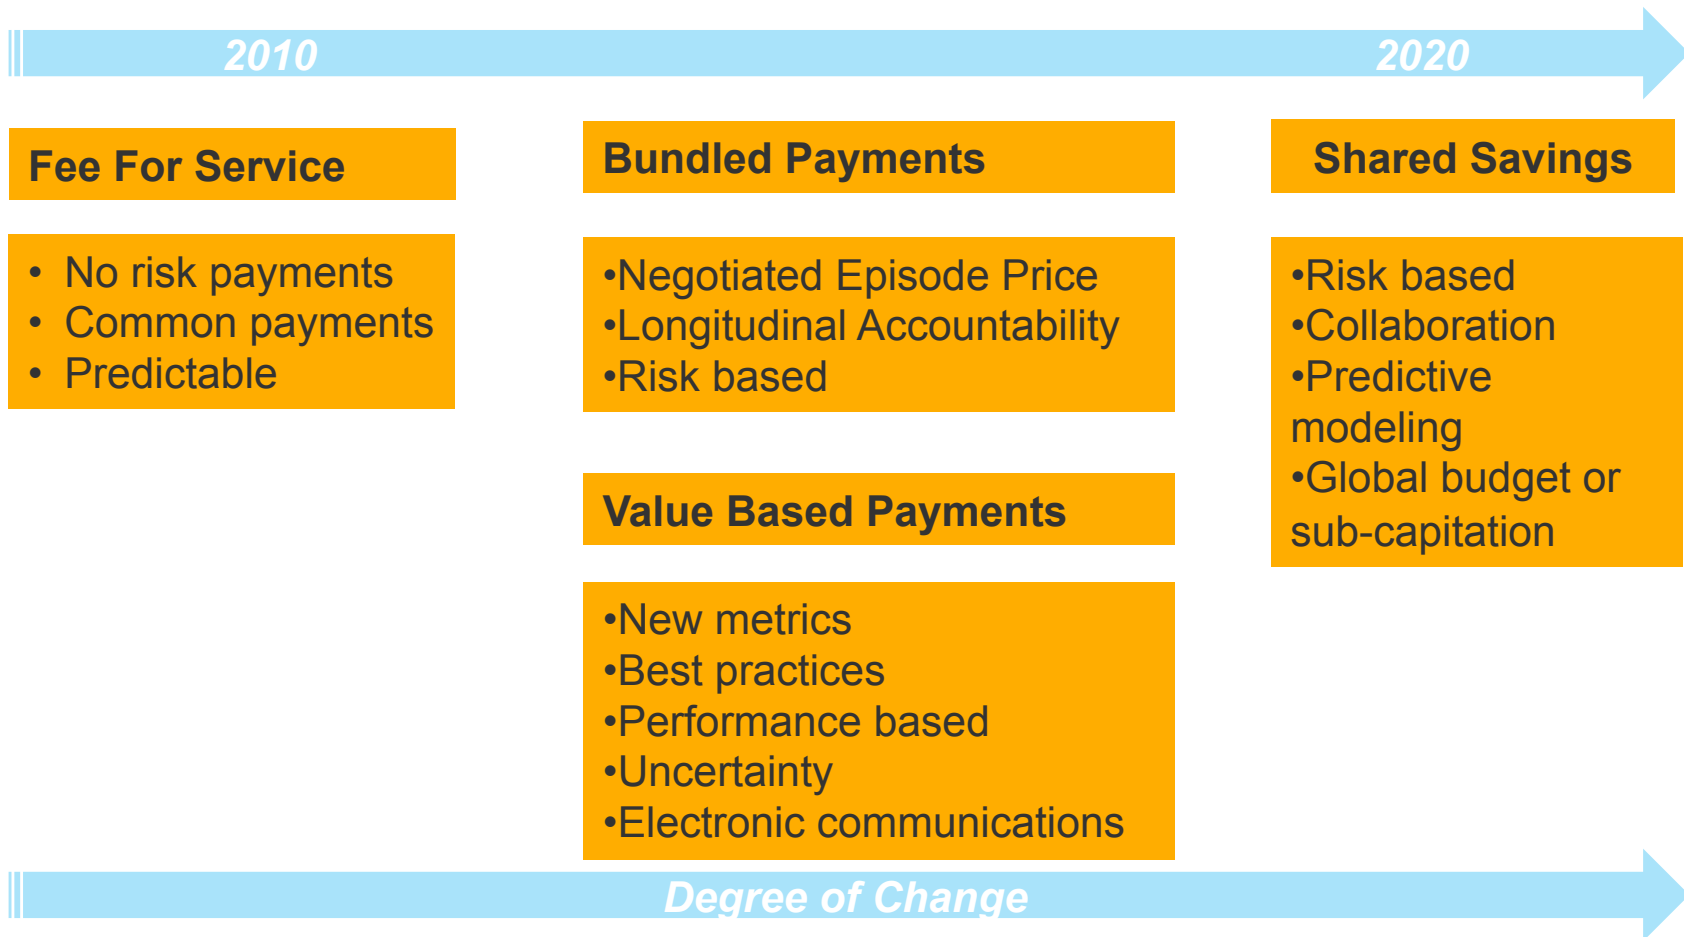 2010
2020
Fee For Service
• No risk payments
• Common payments
• Predictable
Bundled Payments
•Negotiated Episode Price
•Longitudinal Accountability
•Risk based
Value Based Payments
•New metrics
•Best practices
•Performance based
•Uncertainty
•Electronic communications
Shared Savings
•Risk based
•Collaboration
•Predictive
modeling
•Global budget or
sub-capitation
Degree of Change